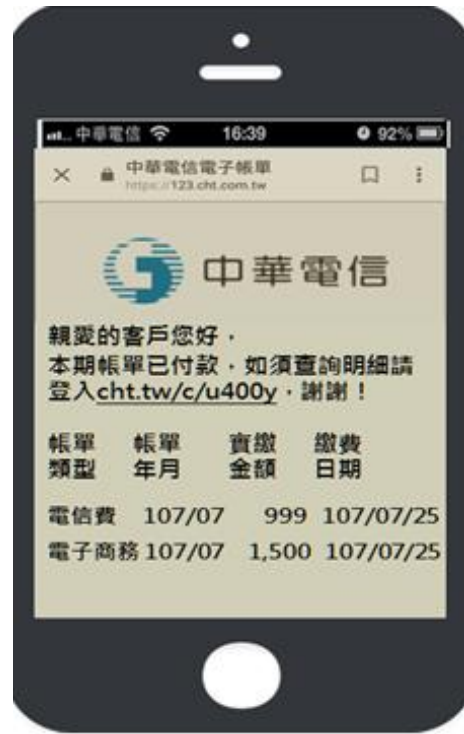 中華電信 16:39 92%
中華電信電子帳單
https://123.cht.com.tw
中華電信
親愛的客戶您好，
本期帳單已付款，如須查詢明細請
登入cht.tw/c/u400y，謝謝！
帳單 帳單 實繳 繳費
類型 年月 金額 日期
電信費 107/07 999 107/07/25
電子商務 107/07 1,500 107/07/25